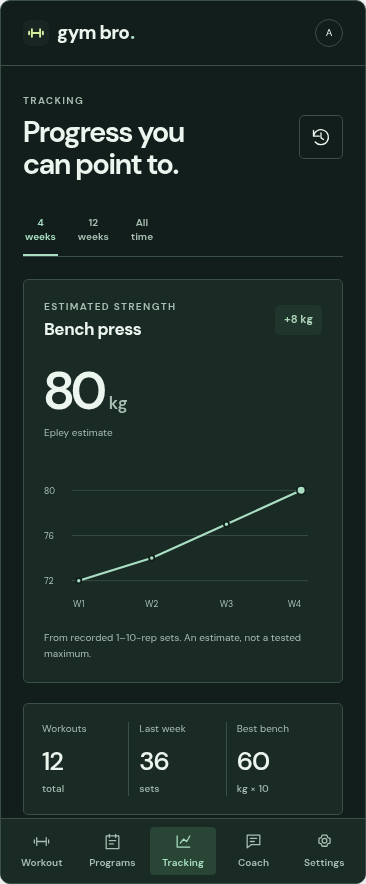 gym bro.
A
TRACKING
Progress you
can point to.
4
weeks
12
weeks
All
time
ESTIMATED STRENGTH
Bench press
+8 kg
80 kg
Epley estimate
80
76
72
W1 W2 W3 W4
From recorded 1–10-rep sets. An estimate, not a tested
maximum.
Workouts
12
total
Last week
36
sets
Best bench
60
kg × 10
Workout
Programs
Tracking
Coach
Settings